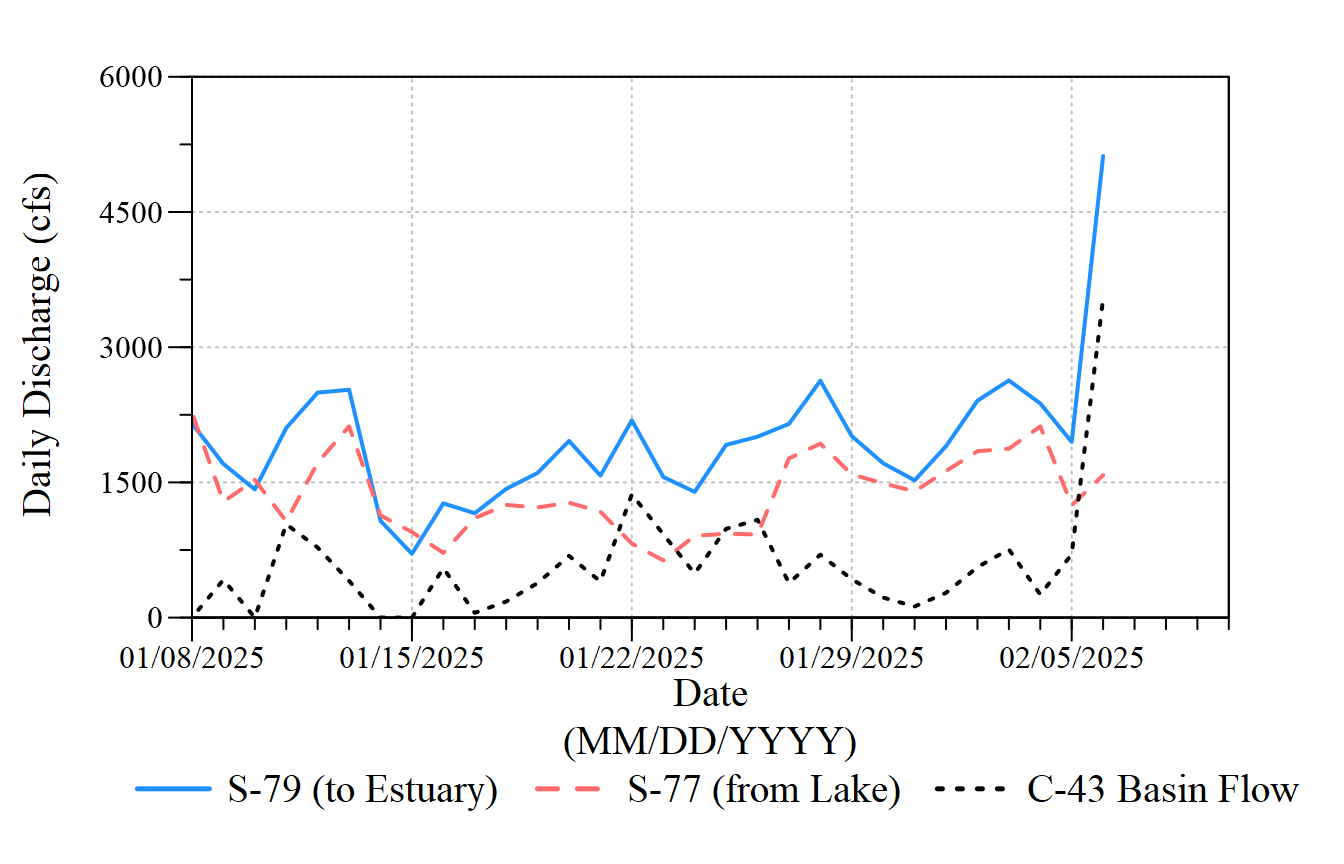 6000
4500
3000
1500
0
Daily Discharge (cfs)
01/08/2025 01/15/2025 01/22/2025 01/29/2025 02/05/2025
Date
(MM/DD/YYYY)
S-79 (to Estuary) S-77 (from Lake) C-43 Basin Flow